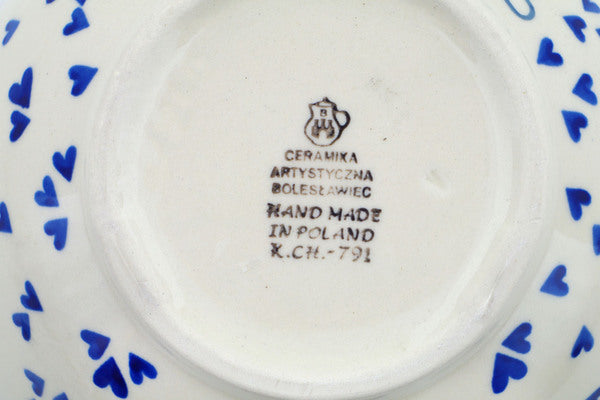 B
CERAMIKA
ARTYSTYCZNA
BOLESŁAWIEC
HAND MADE
IN POLAND
K.CH.-791